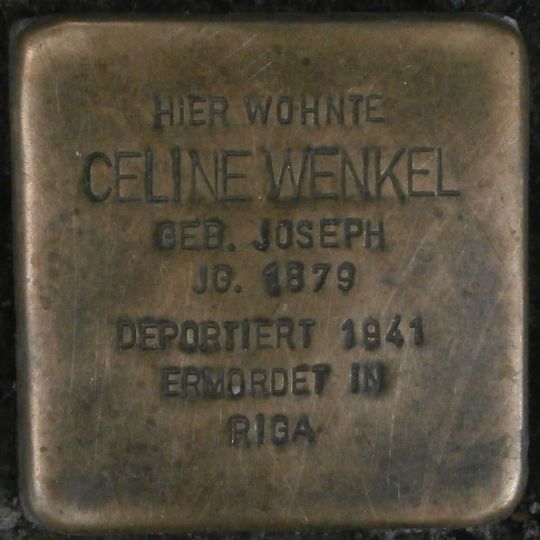 HIER WOHNTE
CELINE WENKEL
GEB. JOSEPH
JG. 1879
DEPORTIERT 1941
ERMORDET IN
RIGA